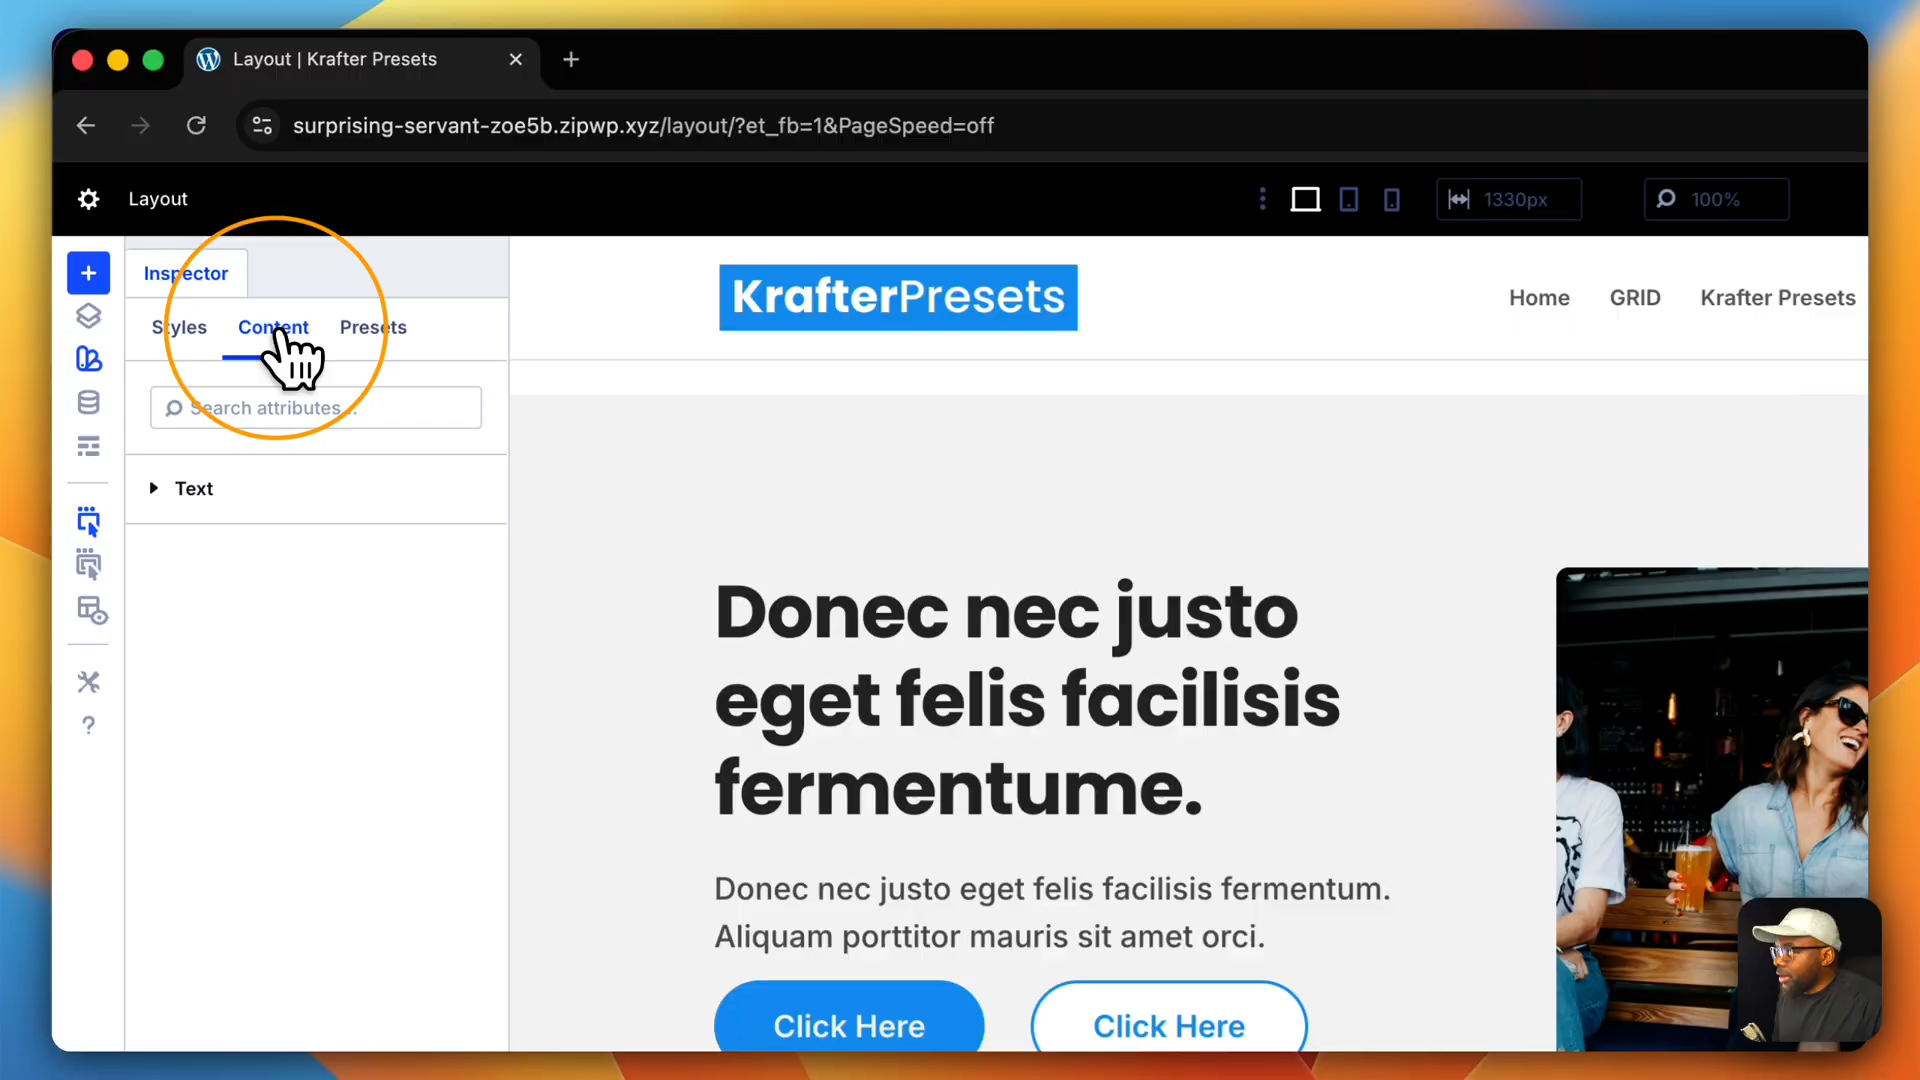 Layout | Krafter Presets
surprising-servant-zoe5b.zipwp.xyz/layout/?et_fb=1&PageSpeed=off
Layout
1330px
100%
Inspector
Styles
Content
Presets
Search attributes...
Text
KrafterPresets
Home
GRID
Krafter Presets
Donec nec justo
eget felis facilisis
fermentume.
Donec nec justo eget felis facilisis fermentum.
Aliquam porttitor mauris sit amet orci.
Click Here
Click Here